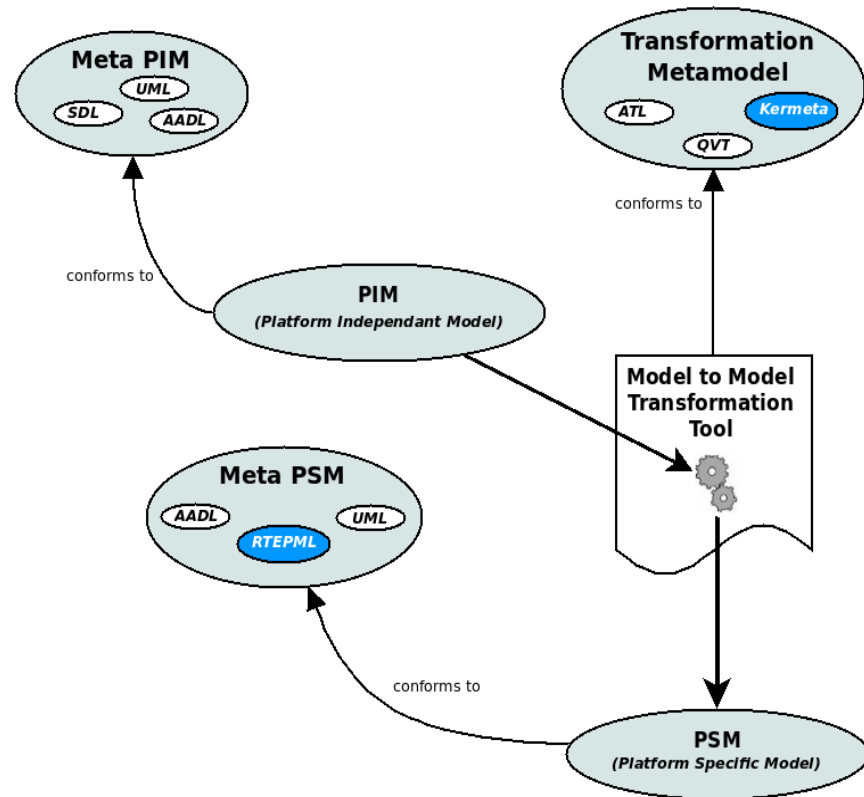 Meta PIM
UML
SDL
AADL
Transformation
Metamodel
ATL
Kermeta
QVT
conforms to
conforms to
PIM
(Platform Independant Model)
Model to Model
Transformation
Tool
Meta PSM
AADL
UML
RTEPML
conforms to
PSM
(Platform Specific Model)